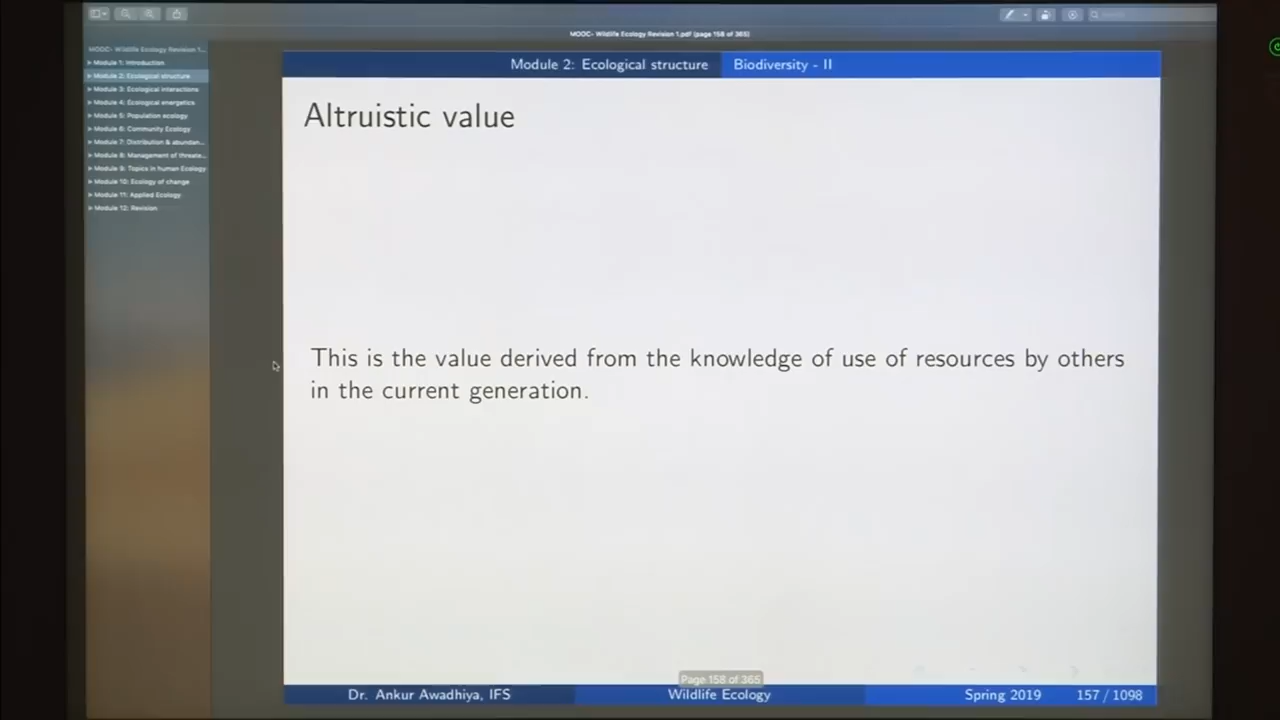 MOOC- Wildlife Ecology Revision 1.pdf (page 158 of 365)
MOOC- Wildlife Ecology Revision 1...
Module 1: Introduction
Module 2: Ecological structure
Module 3: Ecological interactions
Module 4: Ecological energetics
Module 5: Population ecology
Module 6: Community Ecology
Module 7: Distribution & abundan...
Module 8: Management of threate...
Module 9: Topics in human Ecology
Module 10: Ecology of change
Module 11: Applied Ecology
Module 12: Revision
Module 2: Ecological structure Biodiversity - II
Altruistic value
This is the value derived from the knowledge of use of resources by others
in the current generation.
Page 158 of 365
Dr. Ankur Awadhiya, IFS Wildlife Ecology Spring 2019 157 / 1098